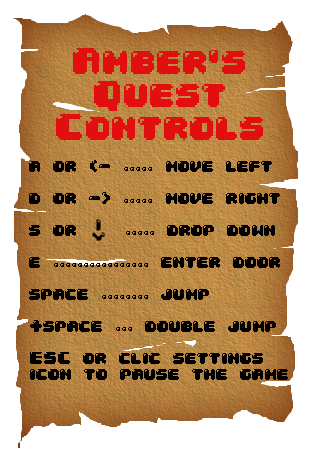 AMBER'S
QUEST
CONTROLS
A OR <- ..... MOVE LEFT
D OR -> ..... MOVE RIGHT
S OR ↓ ..... DROP DOWN
E ................ ENTER DOOR
SPACE ........ JUMP
+SPACE ... DOUBLE JUMP
ESC OR CLIC SETTINGS
ICON TO PAUSE THE GAME